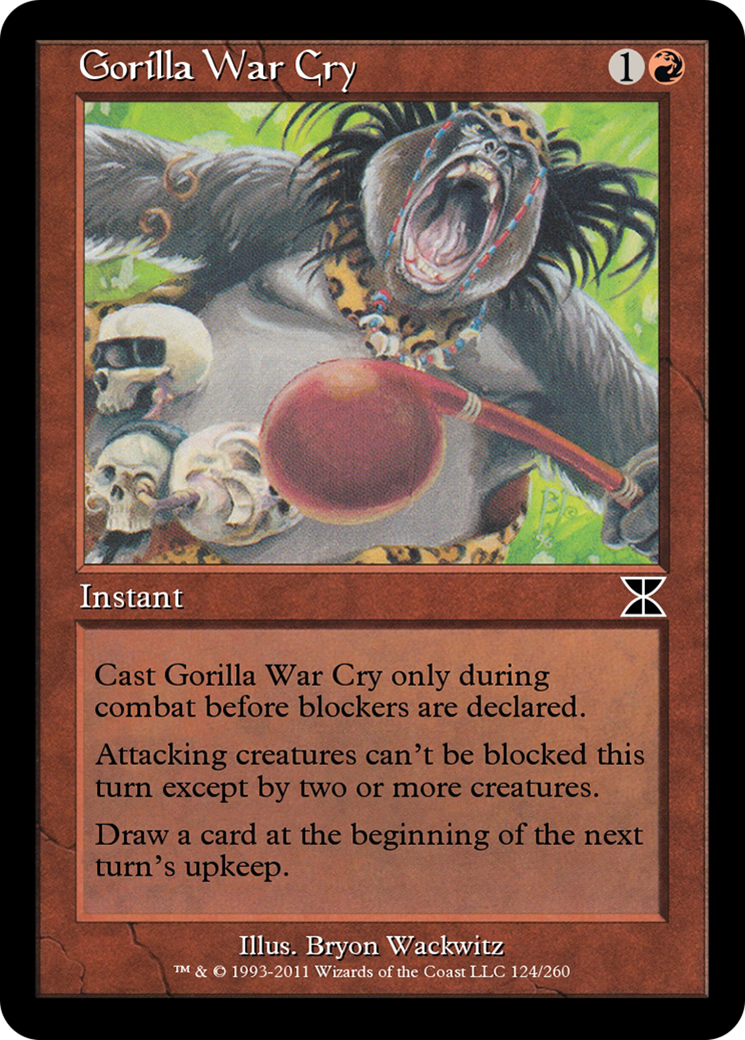 Gorilla War Cry
1
Instant
Cast Gorilla War Cry only during
combat before blockers are declared.
Attacking creatures can't be blocked this
turn except by two or more creatures.
Draw a card at the beginning of the next
turn's upkeep.
Illus. Bryon Wackwitz
™ & © 1993-2011 Wizards of the Coast LLC 124/260